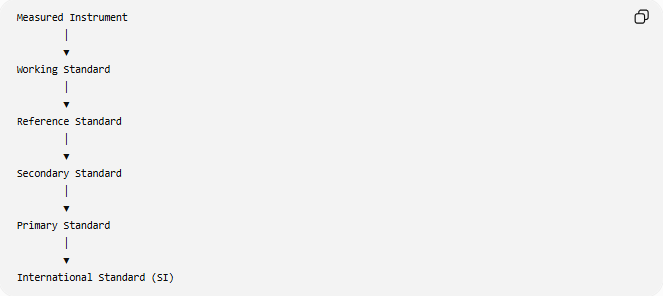 Measured Instrument
│
▼
Working Standard
│
▼
Reference Standard
│
▼
Secondary Standard
│
▼
Primary Standard
│
▼
International Standard (SI)